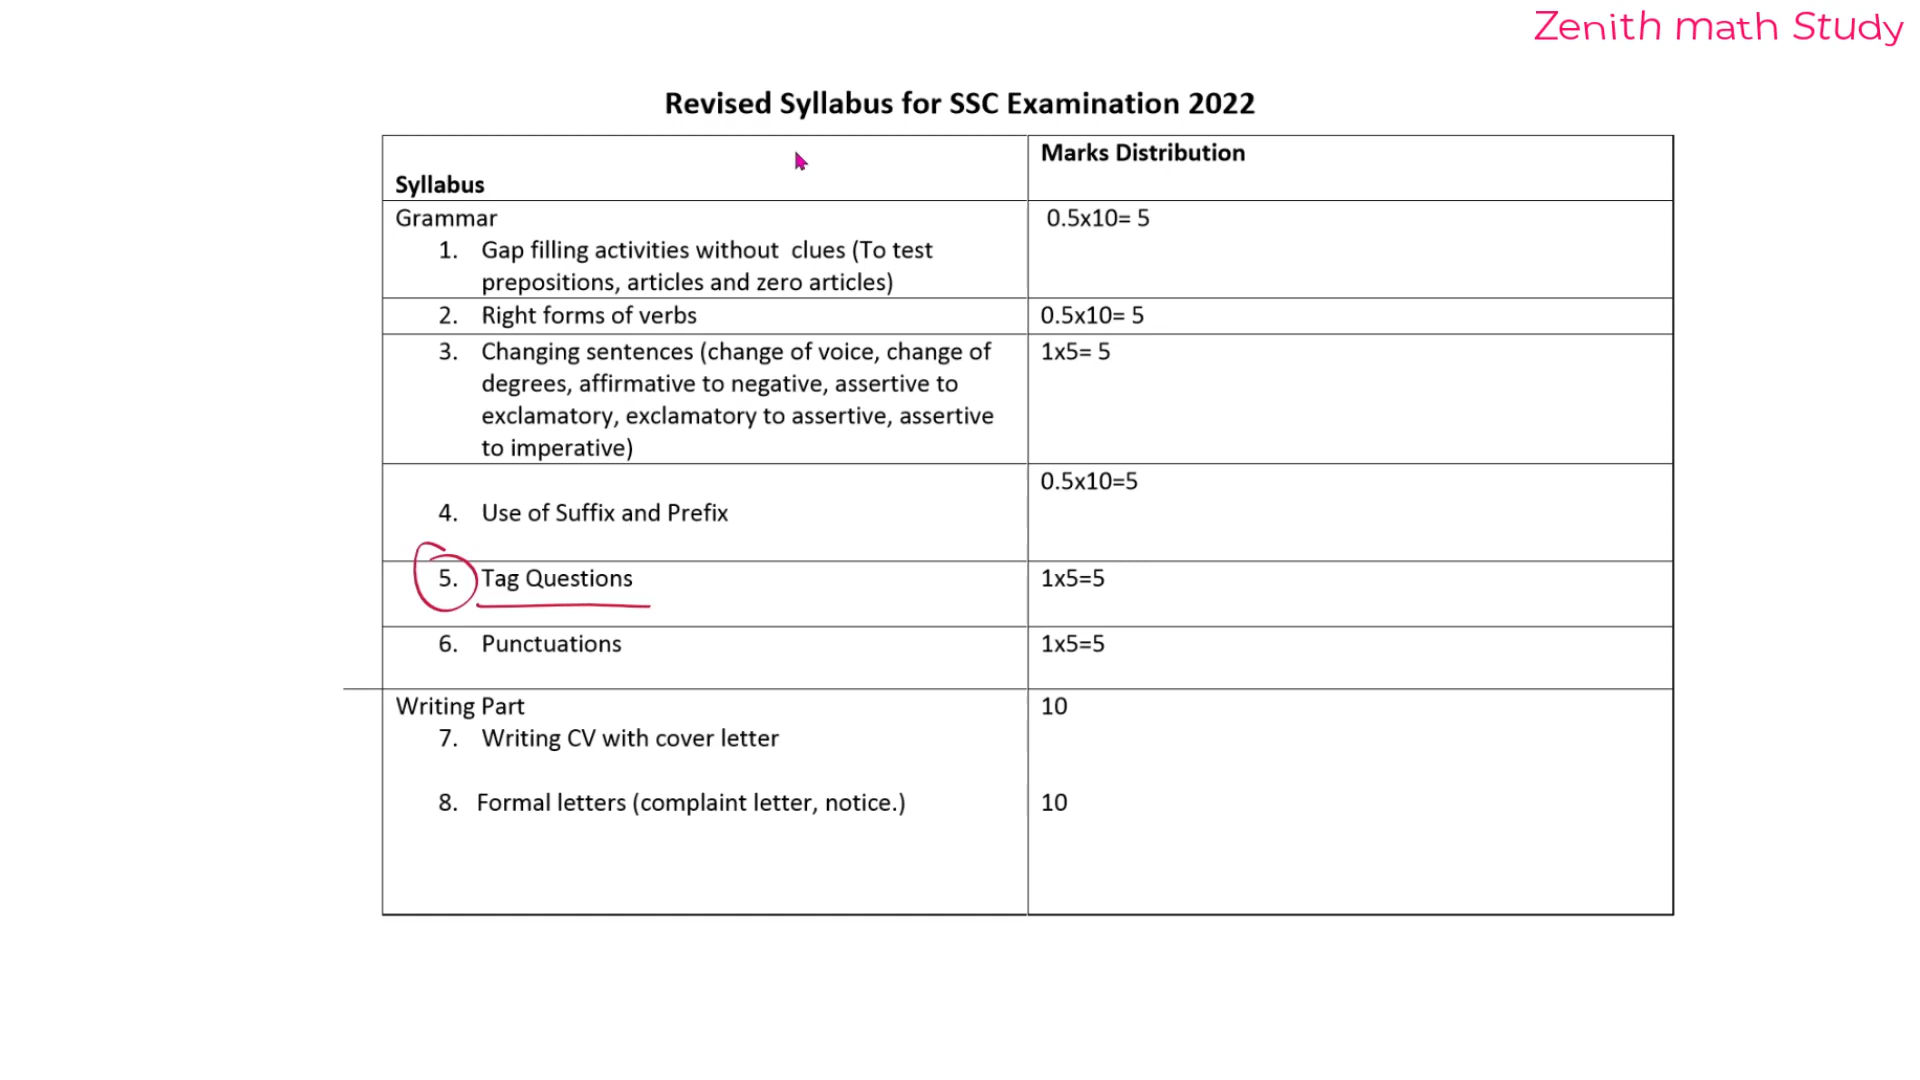 Zenith math Study
Revised Syllabus for SSC Examination 2022
Marks Distribution
Syllabus
Grammar
0.5x10= 5
1. Gap filling activities without clues (To test
prepositions, articles and zero articles)
2. Right forms of verbs
0.5x10= 5
3. Changing sentences (change of voice, change of
1x5= 5
degrees, affirmative to negative, assertive to
exclamatory, exclamatory to assertive, assertive
to imperative)
0.5x10=5
4. Use of Suffix and Prefix
5. Tag Questions
1x5=5
6. Punctuations
1x5=5
Writing Part
10
7. Writing CV with cover letter
8. Formal letters (complaint letter, notice.)
10